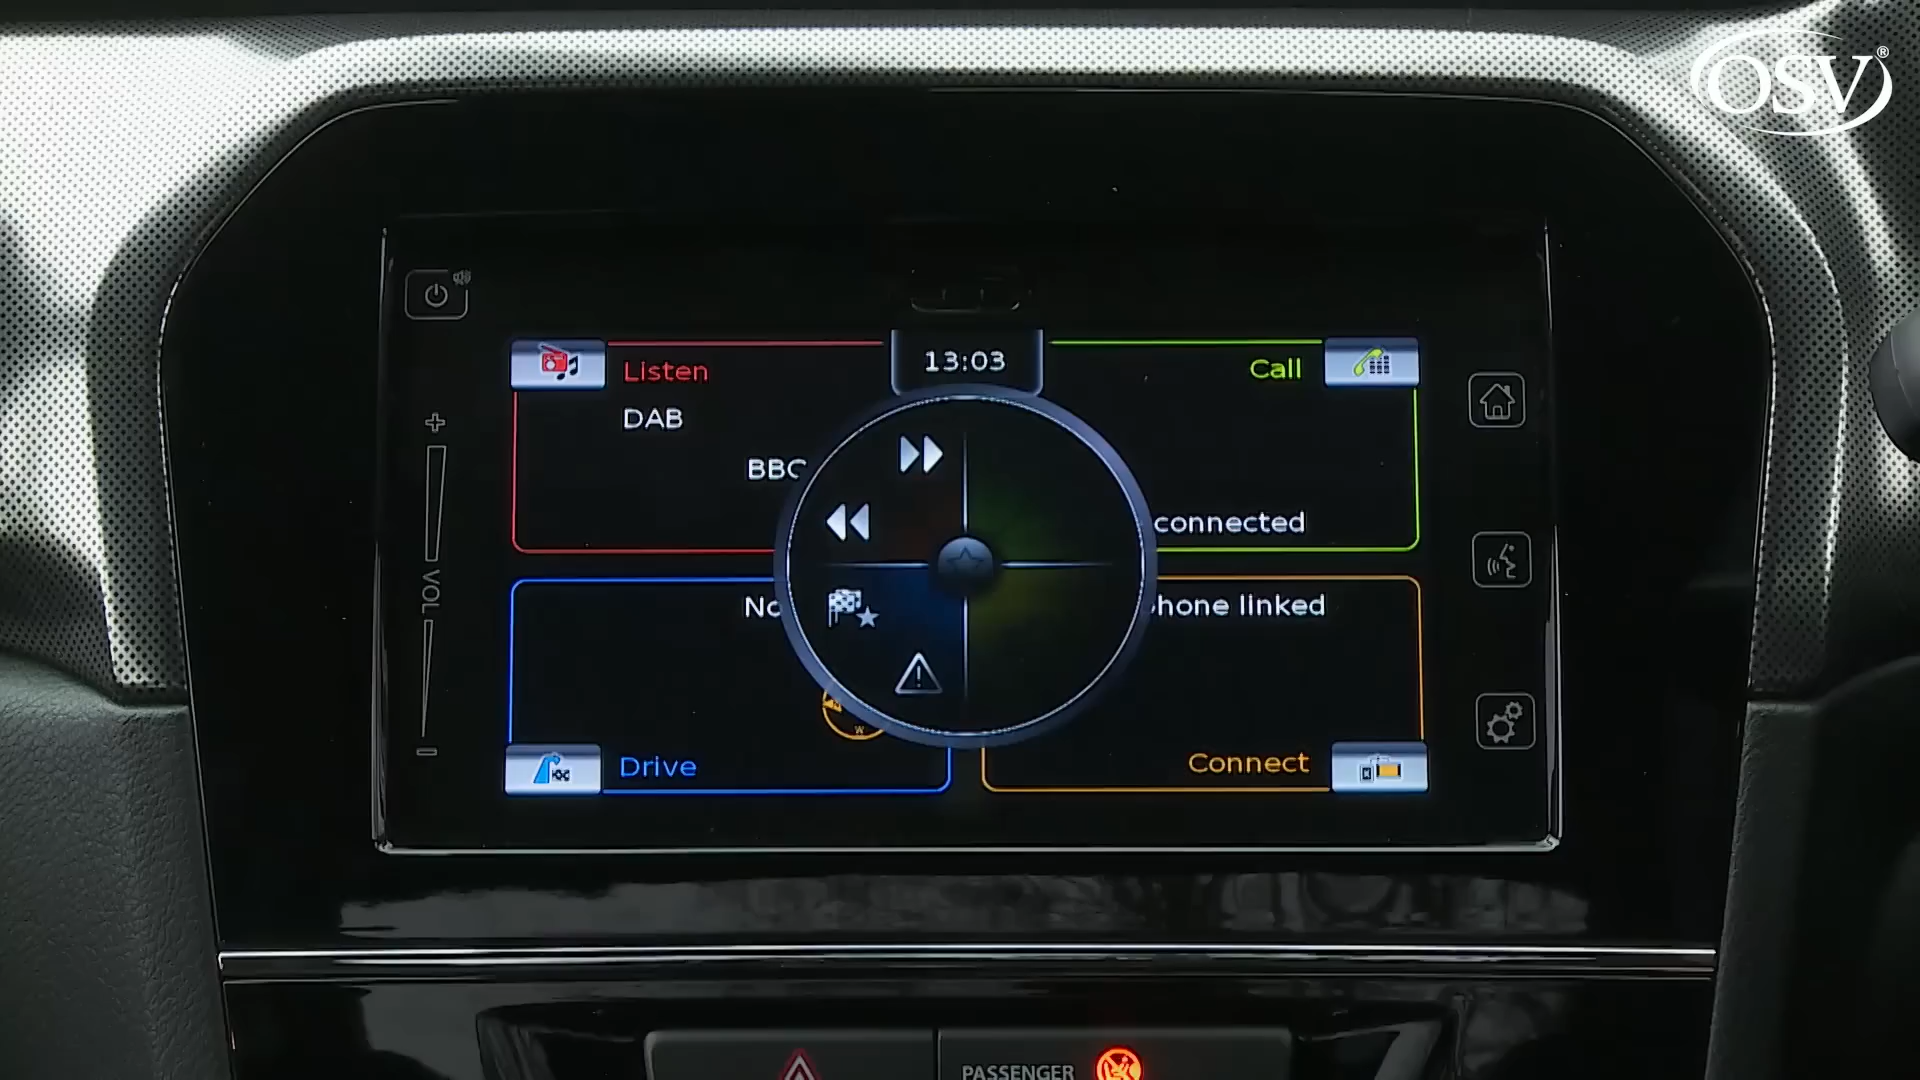 OSV®
13:03
Listen
DAB
BBC
Call
connected
VOL
No
hone linked
W
Drive
Connect
PASSENGER